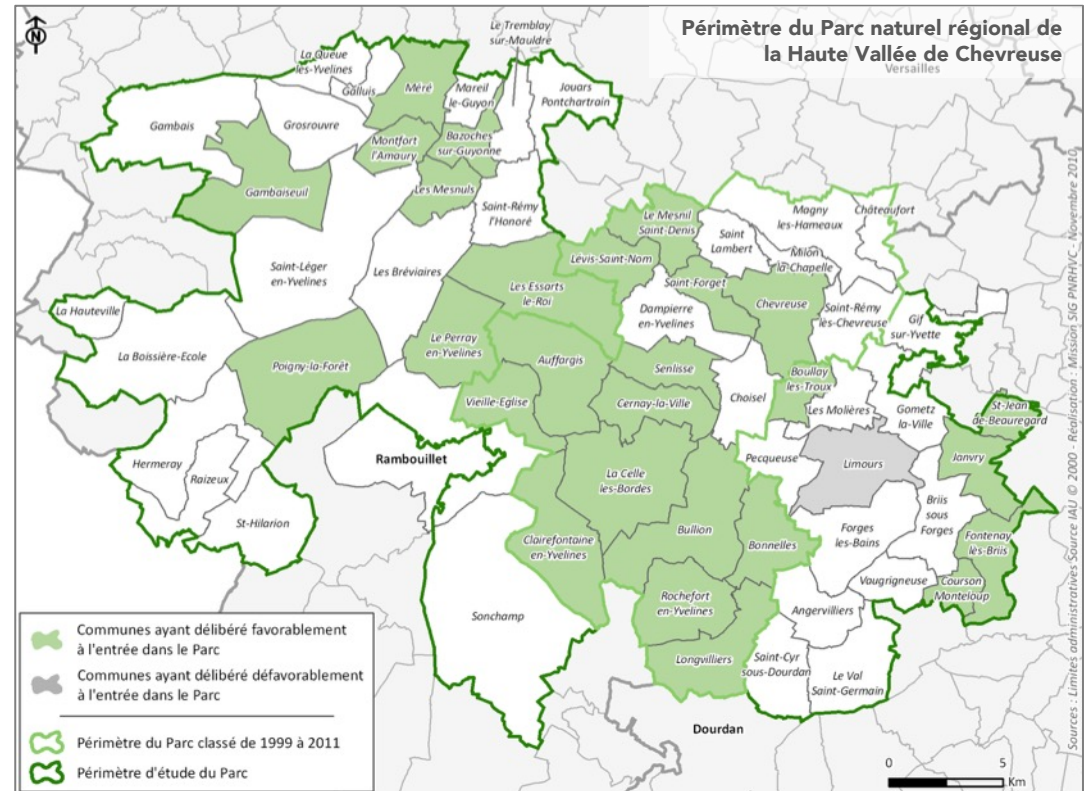 Périmètre du Parc naturel régional de
la Haute Vallée de Chevreuse
Versailles
N
Le Tremblay
sur-Mauldre
La Queue
les-Yvelines
Galluis
Méré
Mareil
le-Guyon
Jouars
Pontchartrain
Gambais
Grosrouvre
Montfort
l'Amaury
Bazoches
sur-Guyonne
Gambaiseuil
Les Mesnuls
Saint-Rémy
l'Honoré
Le Mesnil
Saint-Denis
Magny
les-Hameaux
Châteaufort
Saint
Lambert
Milon
la-Chapelle
Lévis-Saint-Nom
Saint-Léger
en-Yvelines
Les Bréviaires
Les Essarts
le-Roi
Saint-Forget
Chevreuse
Dampierre
en-Yvelines
Saint-Rémy
lès-Chevreuse
Gif
sur-Yvette
La Hauteville
La Boissière-Ecole
Le Perray
en-Yvelines
Auffargis
Poigny-la-Forêt
Senlisse
Boullay
les-Troux
Choisel
Vieille-Eglise
Cernay-la-Ville
Les Molières
Gometz
la-Ville
St-Jean
de-Beauregard
Hermeray
Raizeux
Rambouillet
Pecqueuse
Limours
Janvry
La Celle
les-Bordes
St-Hilarion
Briis
sous
Forges
Clairefontaine
en-Yvelines
Bullion
Bonnelles
Forges
les-Bains
Fontenay
lès-Briis
Vaugrigneuse
Courson
Monteloup
Rochefort
en-Yvelines
Angervilliers
Sonchamp
Longvilliers
Saint-Cyr
sous-Dourdan
Le Val
Saint-Germain
Dourdan
Communes ayant délibéré favorablement
à l'entrée dans le Parc
Communes ayant délibéré défavorablement
à l'entrée dans le Parc
Périmètre du Parc classé de 1999 à 2011
Périmètre d'étude du Parc
0 5
Km
Sources : Limites administratives Source IAU © 2000 - Réalisation : Mission SIG PNRHVC - Novembre 2010